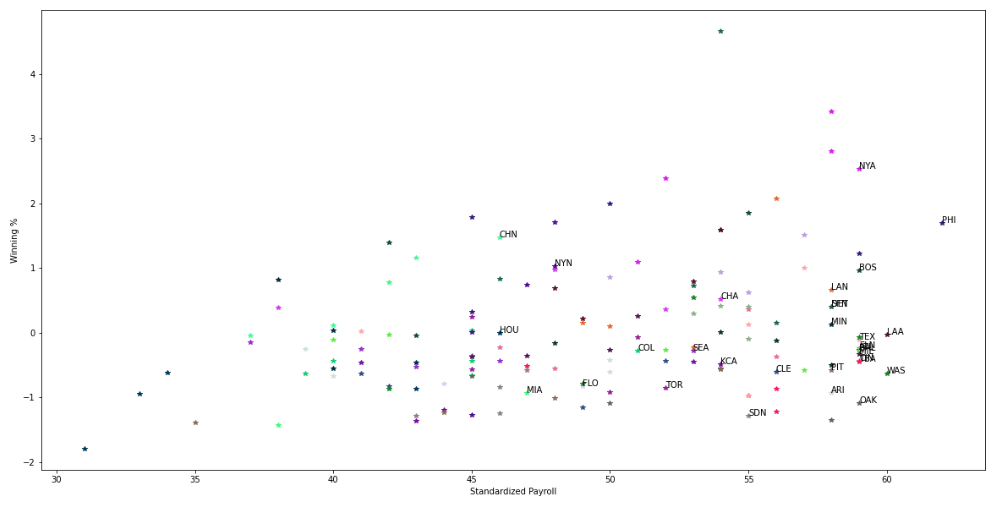 4
3
2
1
0
−1
−2
Winning %
30
35
40
45
50
55
60
Standardized Payroll
NYA
PHI
CHN
NYN
BOS
LAN
CHA
MIN
HOU
LAA
TEX
COL
SEA
KCA
CLE
PIT
WAS
MIA
FLO
TOR
ARI
OAK
SDN